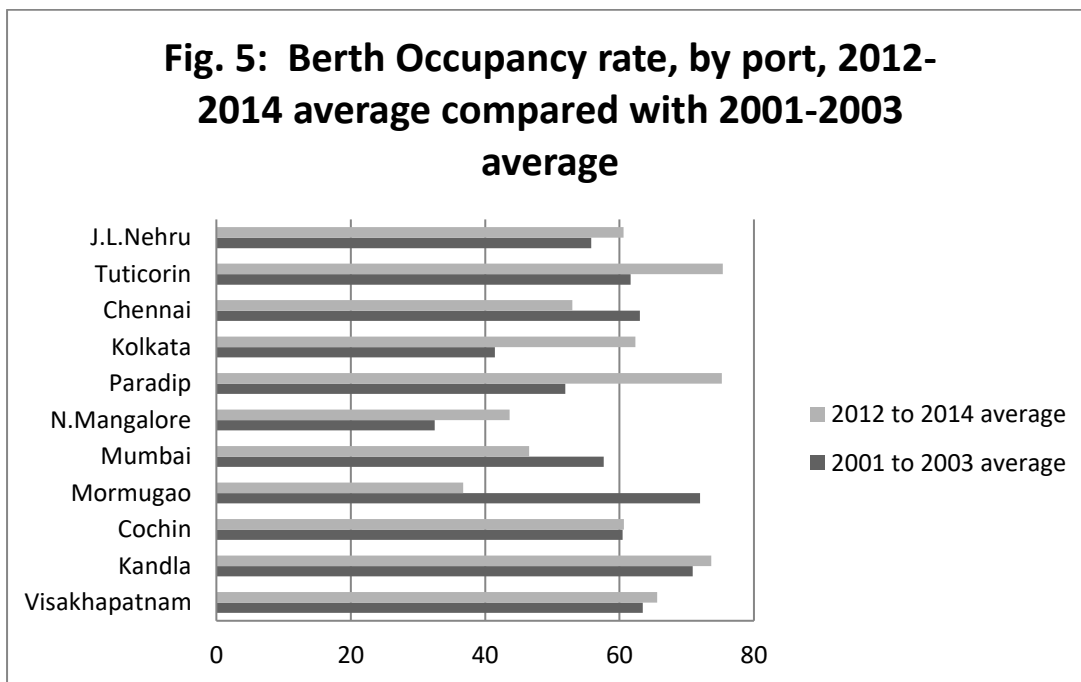 Fig. 5:  Berth Occupancy rate, by port, 2012-
2014 average compared with 2001-2003
average
J.L.Nehru
Tuticorin
Chennai
Kolkata
Paradip
N.Mangalore
Mumbai
Mormugao
Cochin
Kandla
Visakhapatnam
2012 to 2014 average
2001 to 2003 average
0 20 40 60 80